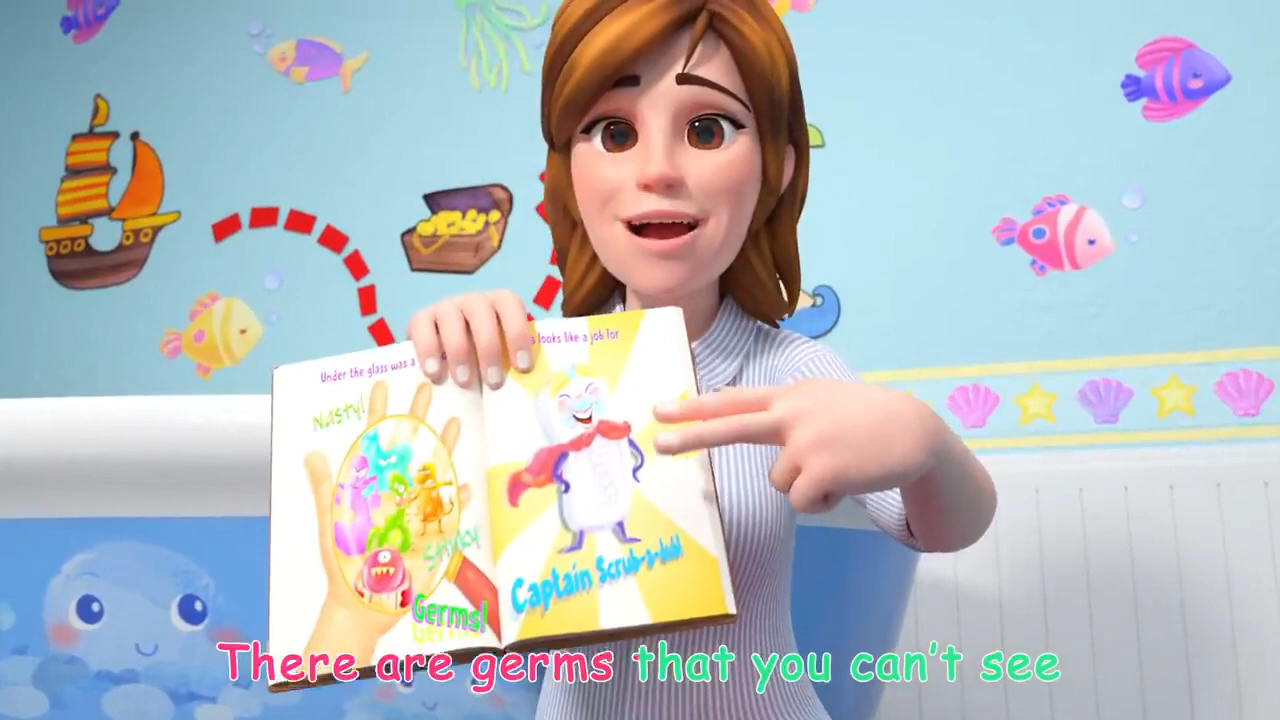 Under the glass was a
looks like a job for
Nasty!
Stinky
Germs!
Captain Scrub-a-dub!
There are germs that you can't see